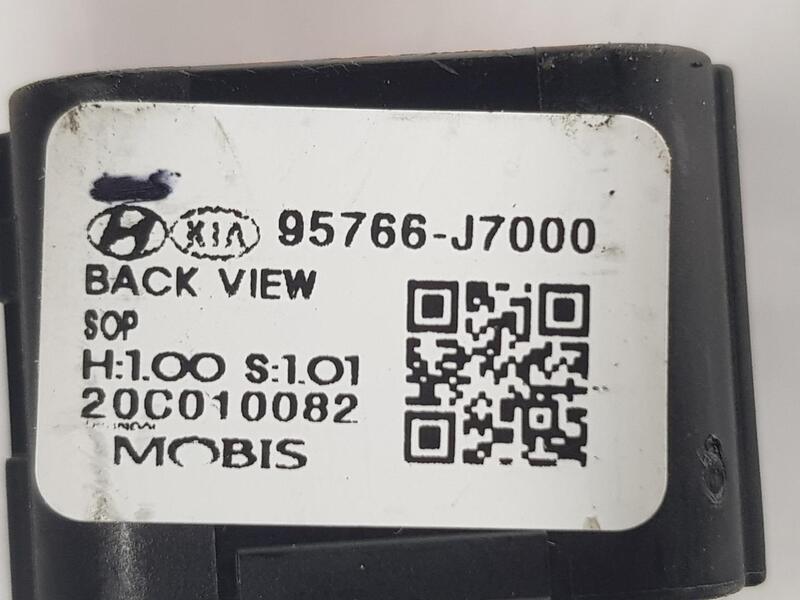 KIA 95766-J7000
BACK VIEW
SOP
H:1.00 S:1.01
20C010082
MOBIS